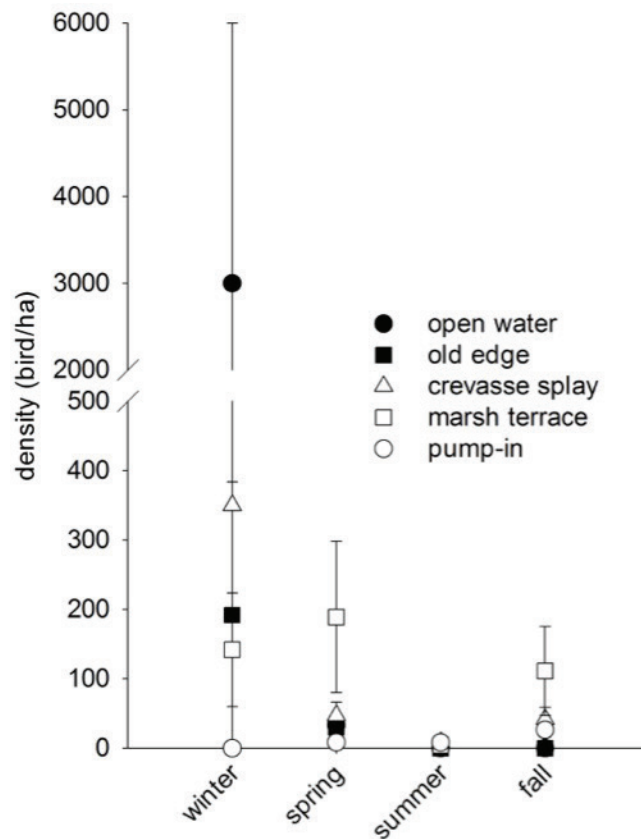 6000
5000
4000
3000
2000
500
400
300
200
100
0
density (bird/ha)
open water
old edge
crevasse splay
marsh terrace
pump-in
winter
spring
summer
fall